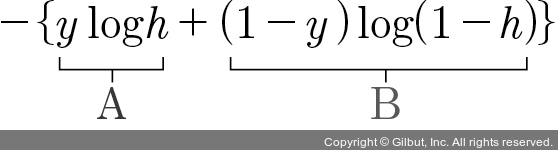 −{y logh + (1 − y)log(1 − h)}
A B
Copyright © Gilbut, Inc. All rights reserved.